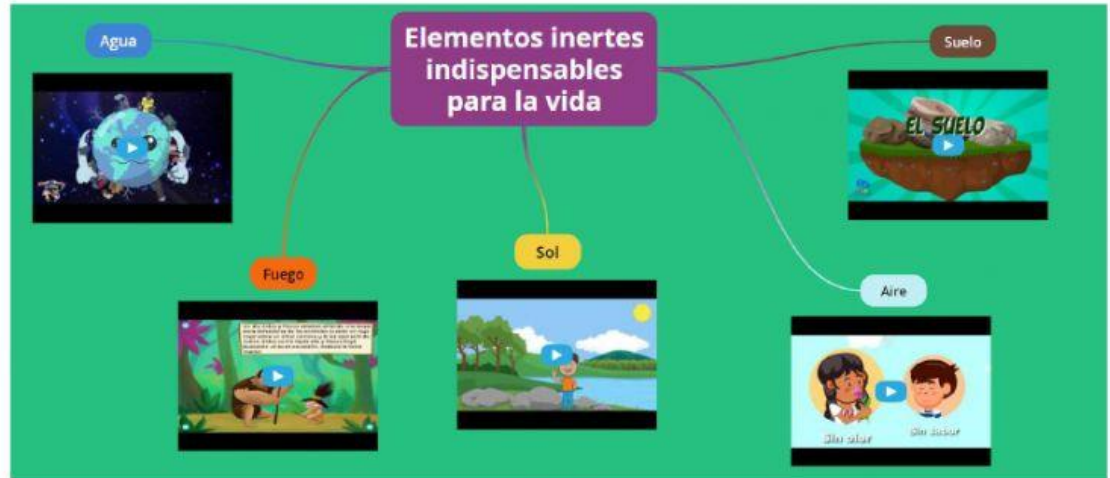 Elementos inertes
indispensables
para la vida
Agua
Suelo
EL SUELO
Sol
Fuego
Aire
Sin olor
Sin sabor